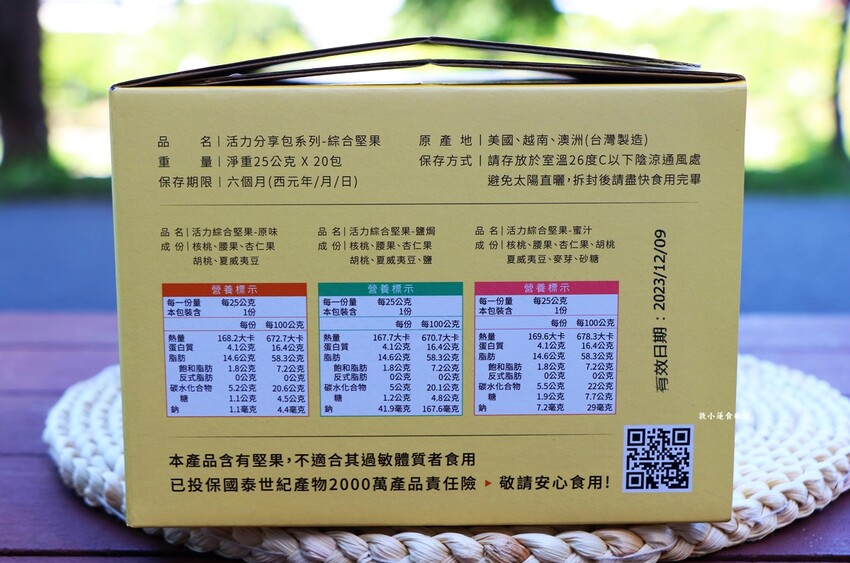 品名|活力分享包系列-綜合堅果
重量|淨重25公克 X 20包
保存期限|六個月(西元年/月/日)
原產地|美國、越南、澳洲(台灣製造)
保存方式|請存放於室溫26度C以下陰涼通風處
避免太陽直曬,拆封後請盡快食用完畢
品名|活力綜合堅果-原味
成份|核桃、腰果、杏仁果
胡桃、夏威夷豆
營養標示
每一份量 每25公克
本包裝含 1份
每份 每100公克
熱量 168.2大卡 672.7大卡
蛋白質 4.1公克 16.4公克
脂肪 14.6公克 58.3公克
飽和脂肪 1.8公克 7.2公克
反式脂肪 0公克 0公克
碳水化合物 5.2公克 20.6公克
糖 1.1公克 4.5公克
鈉 1.1毫克 4.4毫克
品名|活力綜合堅果-鹽焗
成份|核桃、腰果、杏仁果
胡桃、夏威夷豆、鹽
營養標示
每一份量 每25公克
本包裝含 1份
每份 每100公克
熱量 167.7大卡 670.7大卡
蛋白質 4.1公克 16.4公克
脂肪 14.6公克 58.3公克
飽和脂肪 1.8公克 7.2公克
反式脂肪 0公克 0公克
碳水化合物 5公克 20.1公克
糖 1.2公克 4.8公克
鈉 41.9毫克 167.6毫克
品名|活力綜合堅果-蜜汁
成份|核桃、腰果、杏仁果、胡桃
夏威夷豆、麥芽、砂糖
營養標示
每一份量 每25公克
本包裝含 1份
每份 每100公克
熱量 169.6大卡 678.3大卡
蛋白質 4.1公克 16.4公克
脂肪 14.6公克 58.3公克
飽和脂肪 1.8公克 7.2公克
反式脂肪 0公克 0公克
碳水化合物 5.5公克 22公克
糖 1.9公克 7.7公克
鈉 7.2毫克 29毫克
有效日期:2023/12/09
本產品含有堅果,不適合其過敏體質者食用
已投保國泰世紀產物2000萬產品責任險 ▶ 敬請安心食用!